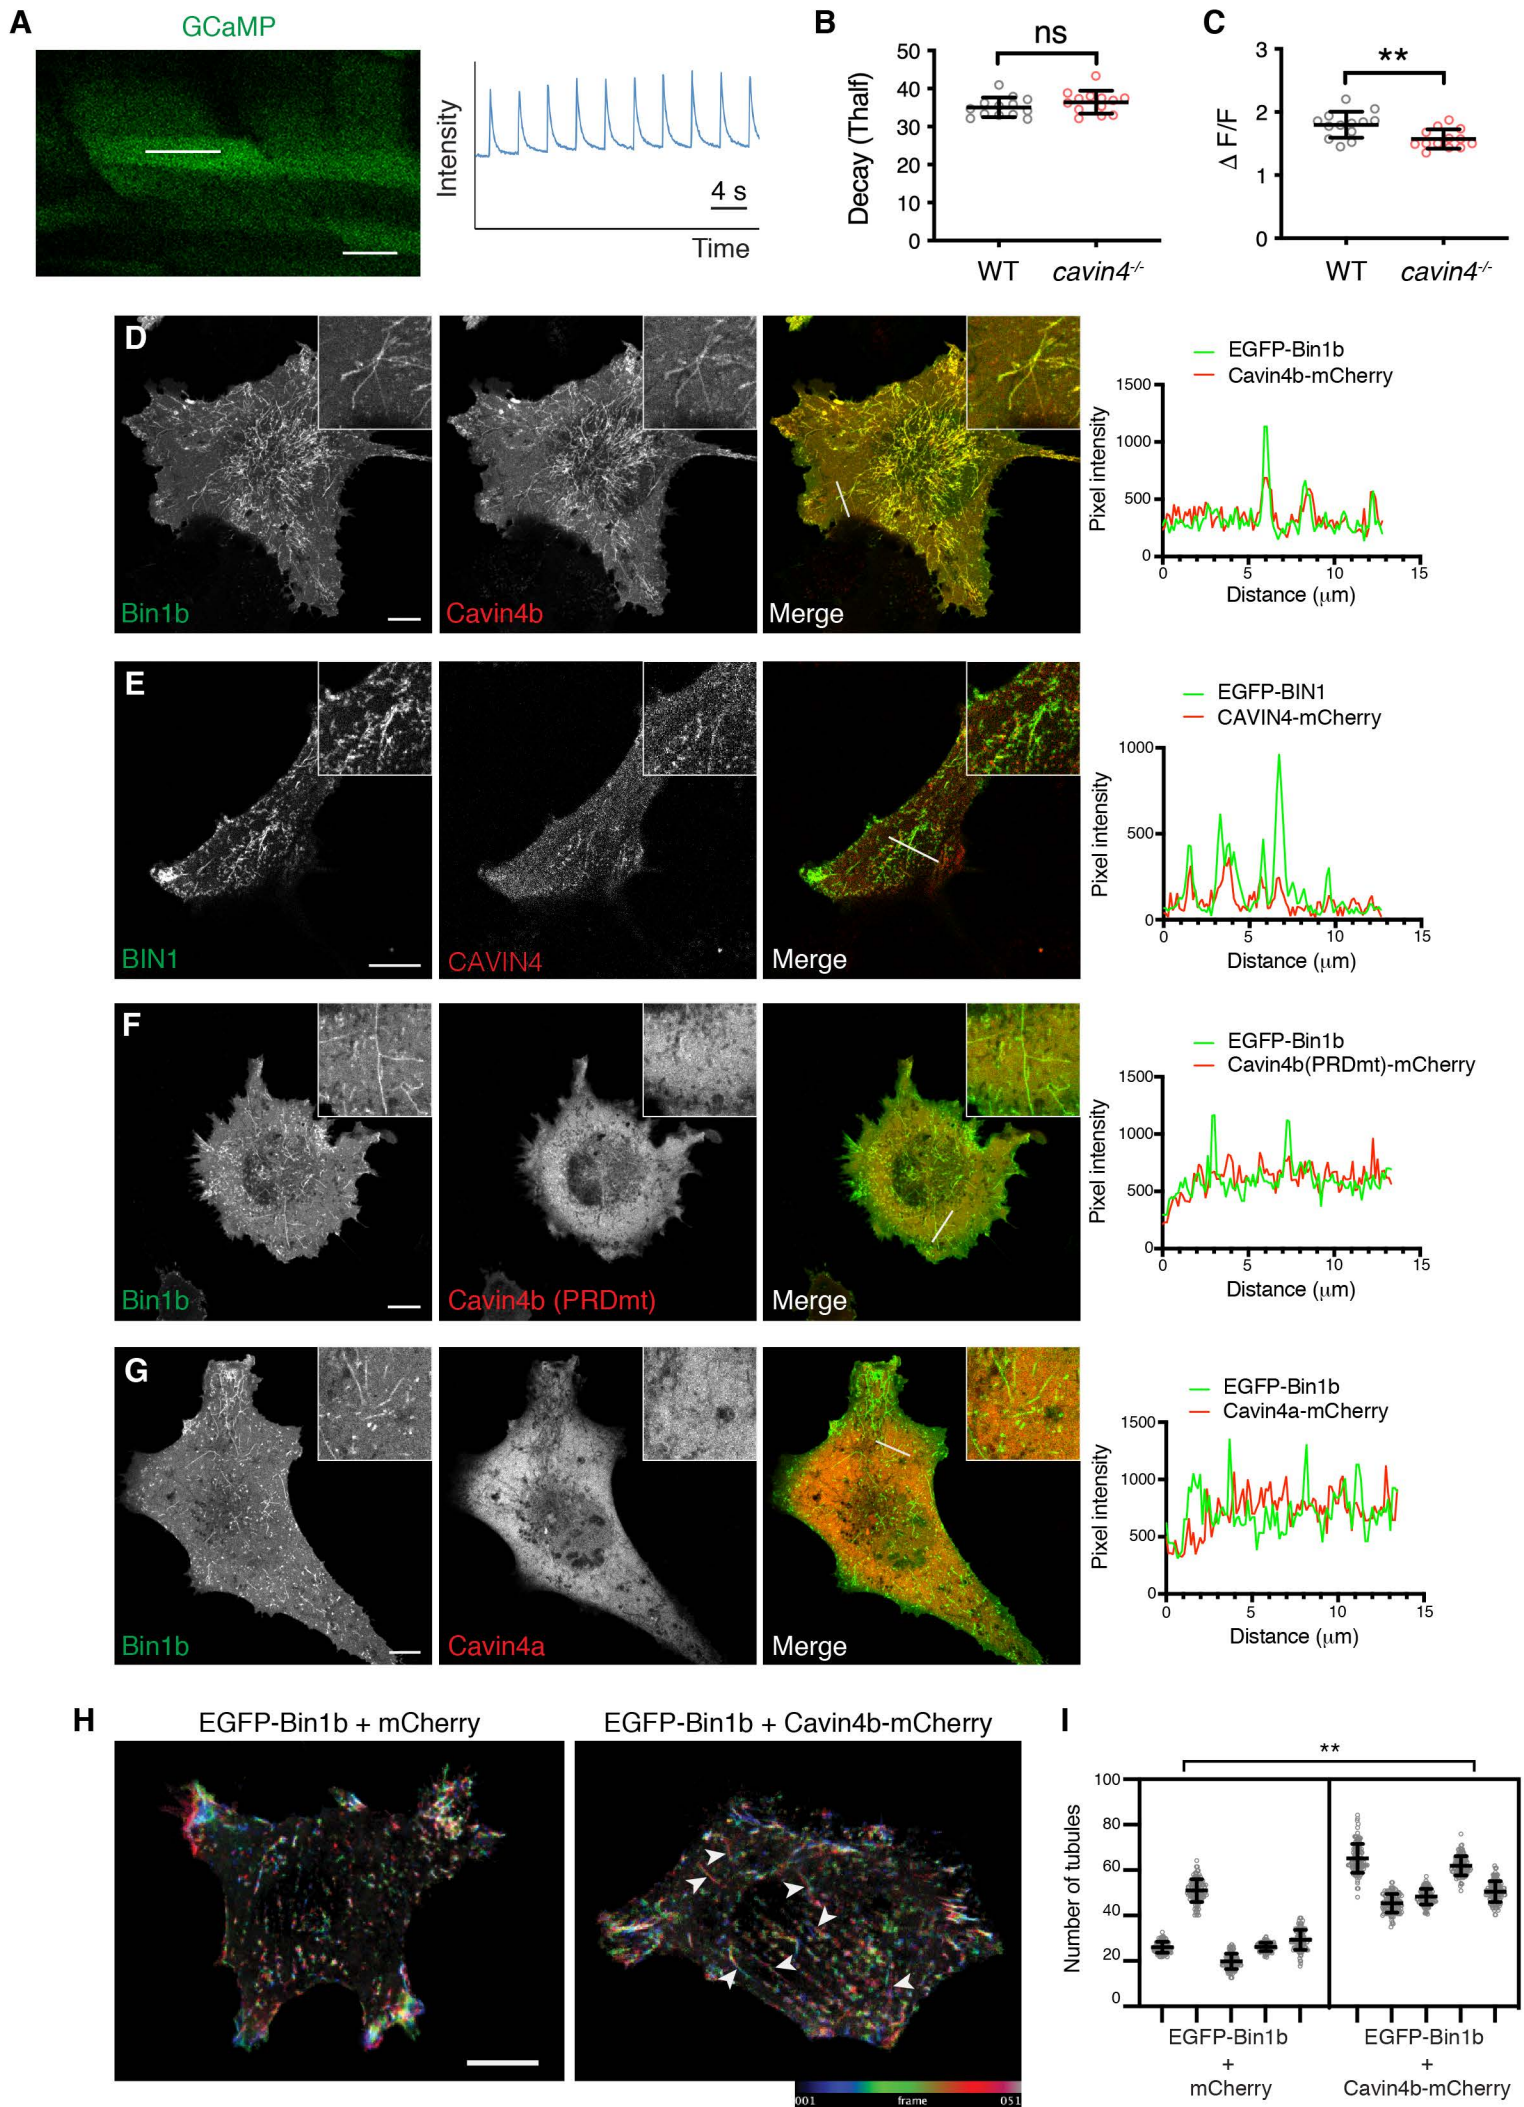 A
GCaMP
Intensity
4 s
Time
B
ns
Decay (Thalf)
50
40
30
20
10
0
WT
cavin4-/-
C
**
Δ F/F
3
2
1
0
WT
cavin4-/-
D
Bin1b
Cavin4b
Merge
EGFP-Bin1b
Cavin4b-mCherry
Pixel intensity
1500
1000
500
0
0 5 10 15
Distance (μm)
E
BIN1
CAVIN4
Merge
EGFP-BIN1
CAVIN4-mCherry
Pixel intensity
1000
500
0
0 5 10 15
Distance (μm)
F
Bin1b
Cavin4b (PRDmt)
Merge
EGFP-Bin1b
Cavin4b(PRDmt)-mCherry
Pixel intensity
1500
1000
500
0
0 5 10 15
Distance (μm)
G
Bin1b
Cavin4a
Merge
EGFP-Bin1b
Cavin4a-mCherry
Pixel intensity
1500
1000
500
0
0 5 10 15
Distance (μm)
H
EGFP-Bin1b + mCherry
EGFP-Bin1b + Cavin4b-mCherry
001 frame 051
I
**
Number of tubules
100
80
60
40
20
0
EGFP-Bin1b
+
mCherry
EGFP-Bin1b
+
Cavin4b-mCherry